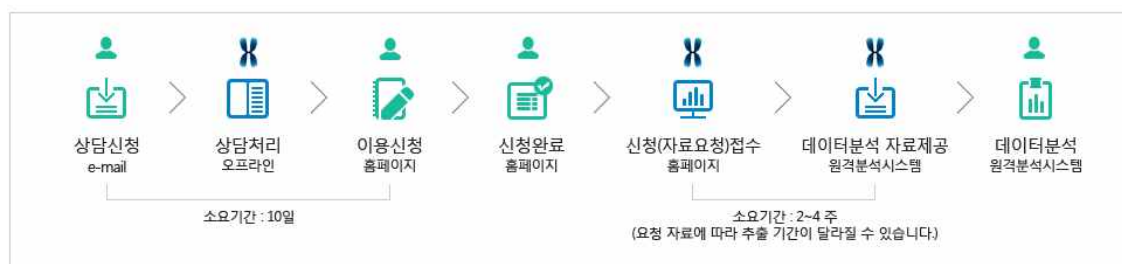 상담신청
e-mail
상담처리
오프라인
이용신청
홈페이지
신청완료
홈페이지
신청(자료요청)접수
홈페이지
데이터분석 자료제공
원격분석시스템
데이터분석
원격분석시스템
소요기간 : 10일
소요기간 : 2~4 주
(요청 자료에 따라 추출 기간이 달라질 수 있습니다.)